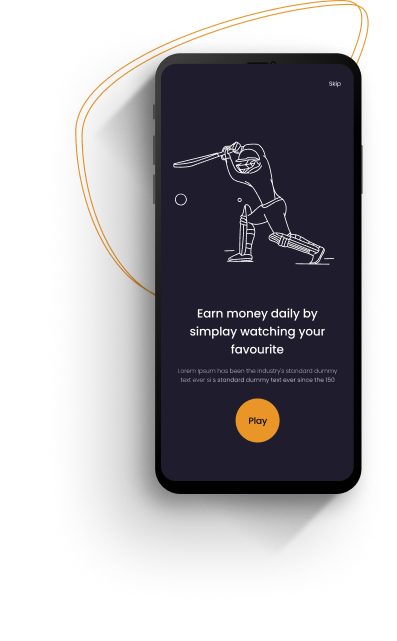 Skip
Earn money daily by
simplay watching your
favourite
Lorem Ipsum has been the industry's standard dummy
text ever si s standard dummy text ever since the 150
Play